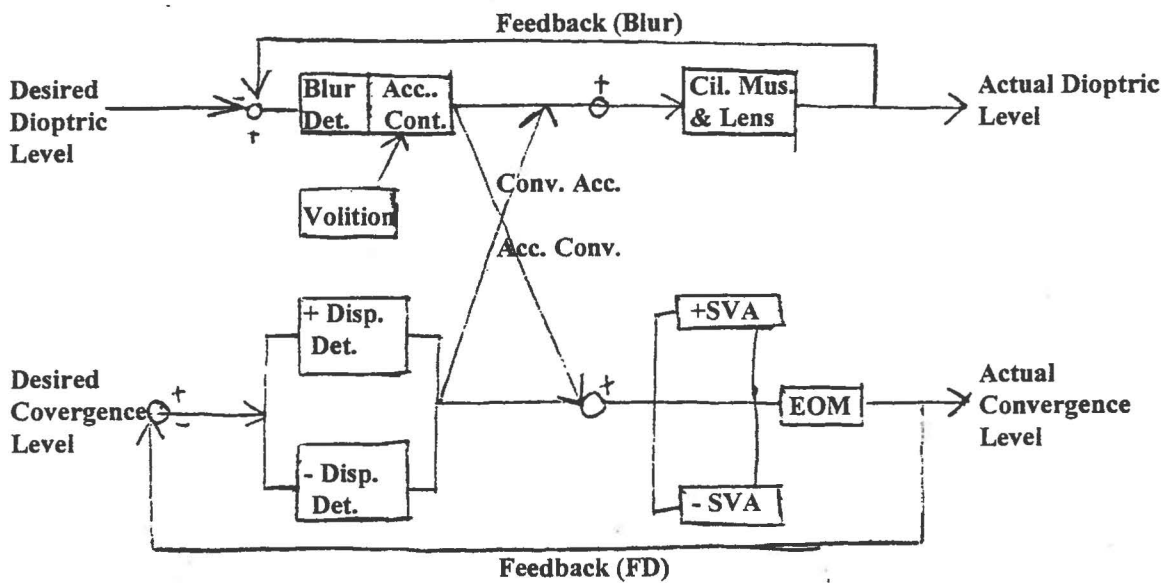 Feedback (Blur)
Desired
Dioptric
Level
-
+
Blur
Det.
Acc..
Cont.
+
Cil. Mus.
& Lens
Actual Dioptric
Level
Volition
Conv. Acc.
Acc. Conv.
+ Disp.
Det.
+SVA
Desired
Covergence
Level
+
-
+
EOM
Actual
Convergence
Level
- Disp.
Det.
- SVA
Feedback (FD)